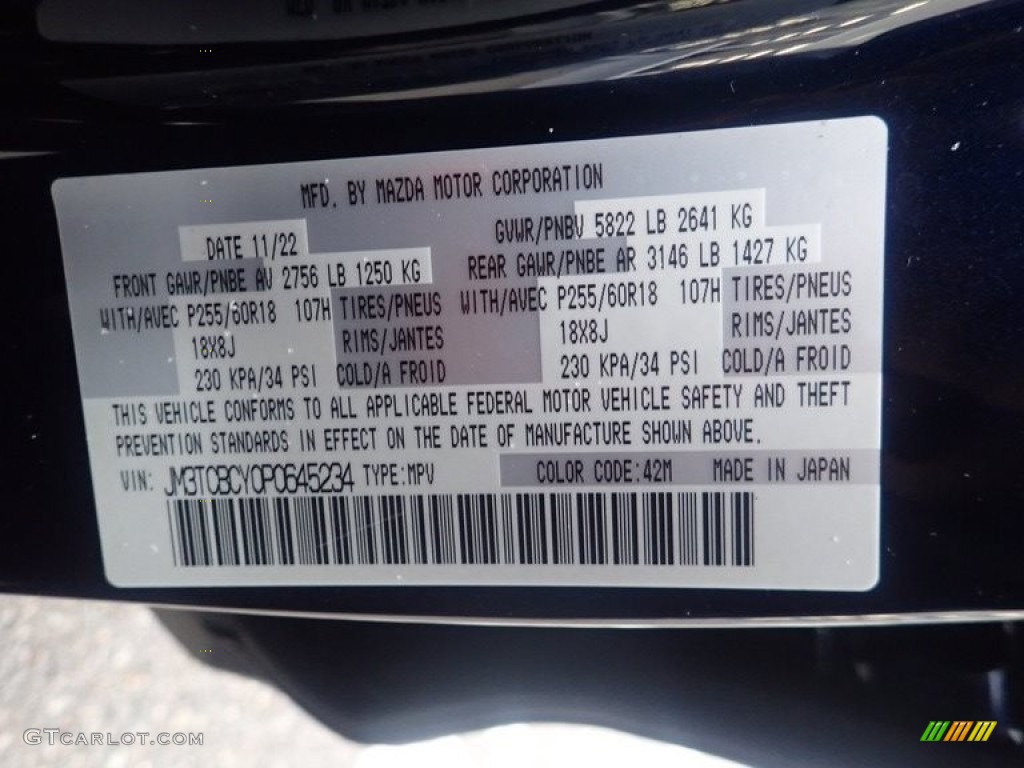 MFD. BY MAZDA MOTOR CORPORATION
DATE 11/22 GVWR/PNBV 5822 LB 2641 KG
FRONT GAWR/PNBE AV 2756 LB 1250 KG REAR GAWR/PNBE AR 3146 LB 1427 KG
WITH/AVEC P255/60R18 107H TIRES/PNEUS WITH/AVEC P255/60R18 107H TIRES/PNEUS
18X8J RIMS/JANTES 18X8J RIMS/JANTES
230 KPA/34 PSI COLD/A FROID 230 KPA/34 PSI COLD/A FROID
THIS VEHICLE CONFORMS TO ALL APPLICABLE FEDERAL MOTOR VEHICLE SAFETY AND THEFT
PREVENTION STANDARDS IN EFFECT ON THE DATE OF MANUFACTURE SHOWN ABOVE.
VIN: JM3TCBCY0P0645234 TYPE:MPV COLOR CODE:42M MADE IN JAPAN
GTCARLOT.COM